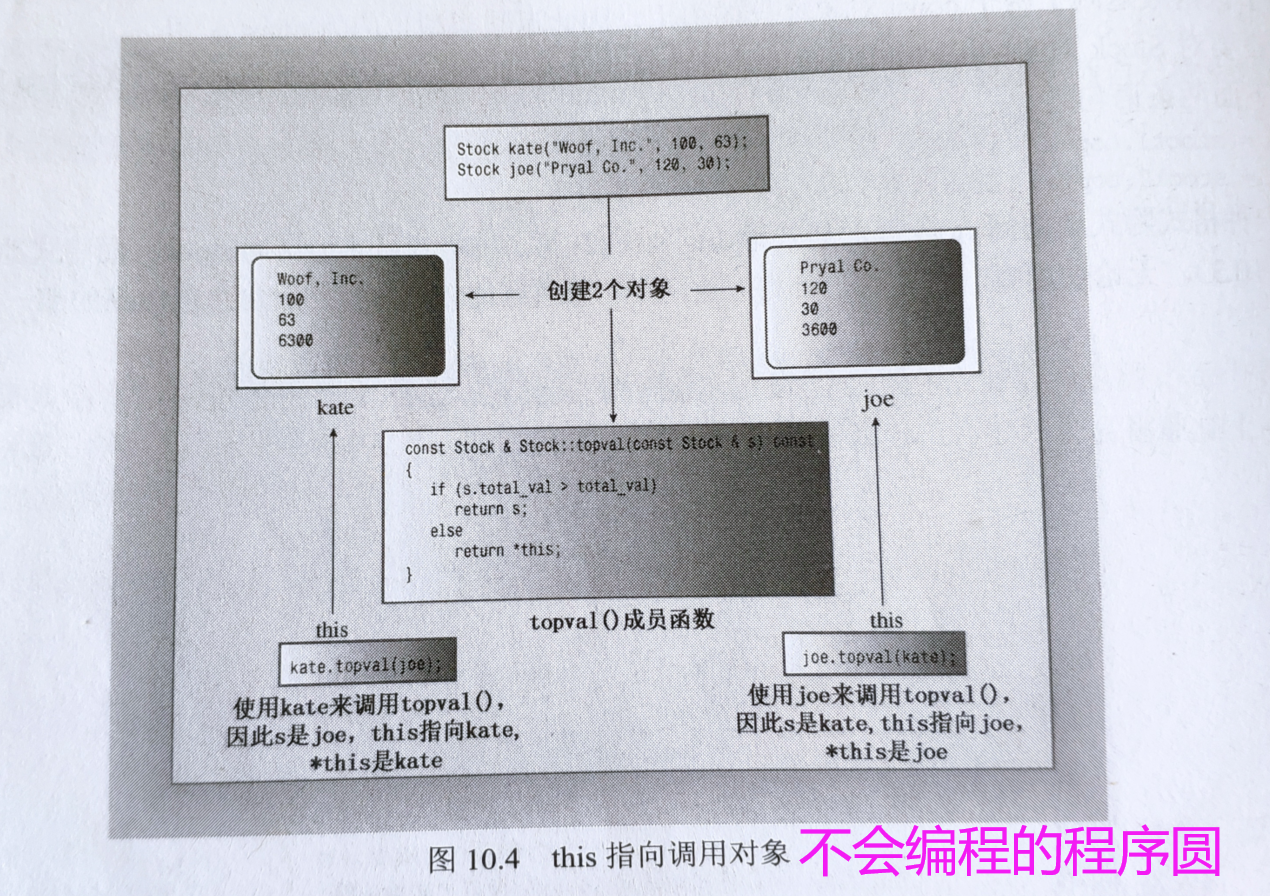 Stock kate("Woof, Inc.", 100, 63);
Stock joe("Pryal Co.", 120, 30);
Woof, Inc.
100
63
6300
kate
创建2个对象
Pryal Co.
120
30
3600
joe
const Stock & Stock::topval(const Stock & s) const
{
if (s.total_val > total_val)
return s;
else
return *this;
}
topval()成员函数
this
kate.topval(joe);
使用kate来调用topval(),
因此s是joe, this指向kate,
*this是kate
this
joe.topval(kate);
使用joe来调用topval(),
因此s是kate, this指向joe,
*this是joe
图 10.4 this 指向调用对象
不会编程的程序圆